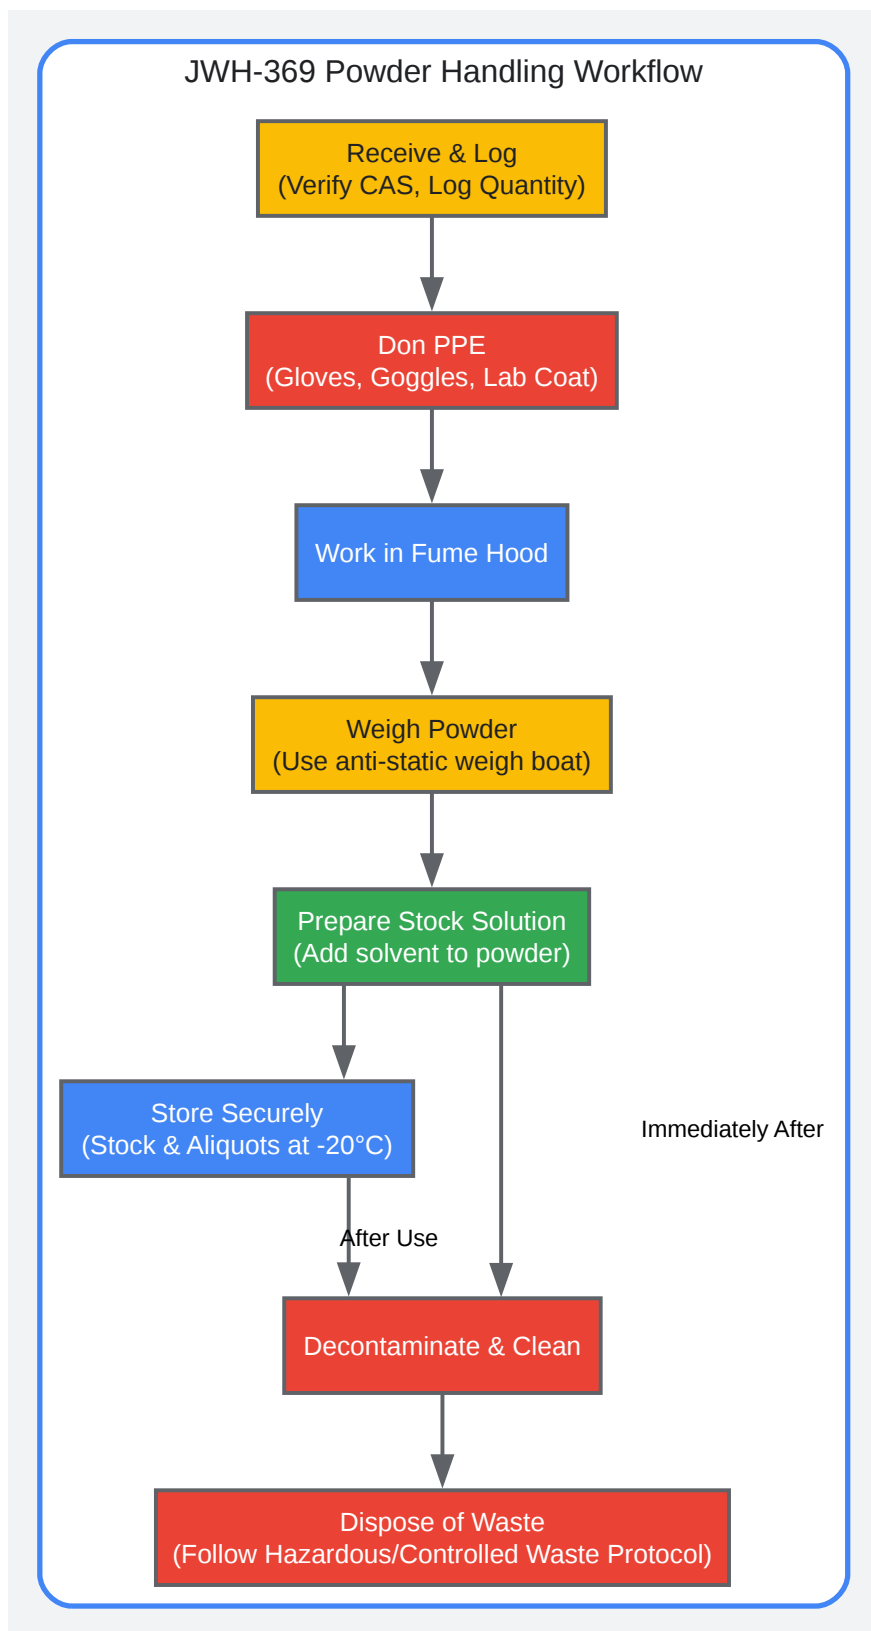 JWH-369 Powder Handling Workflow
Receive & Log
(Verify CAS, Log Quantity)
Don PPE
(Gloves, Goggles, Lab Coat)
Work in Fume Hood
Weigh Powder
(Use anti-static weigh boat)
Prepare Stock Solution
(Add solvent to powder)
Store Securely
(Stock & Aliquots at -20°C)
Immediately After
After Use
Decontaminate & Clean
Dispose of Waste
(Follow Hazardous/Controlled Waste Protocol)